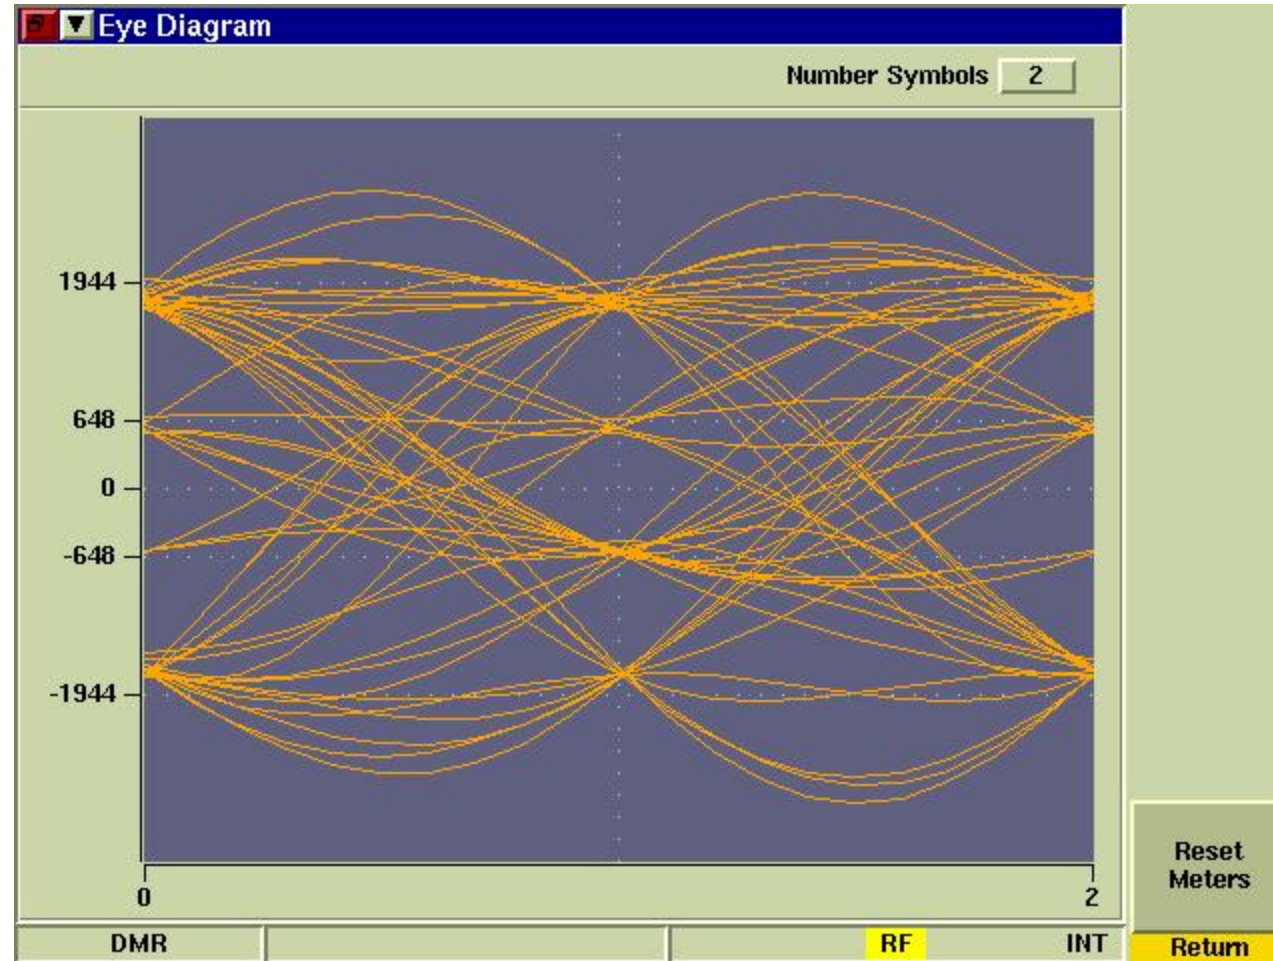 Eye Diagram
Number Symbols 2
1944
648
0
-648
-1944
0 2
Reset
Meters
DMR RF INT Return